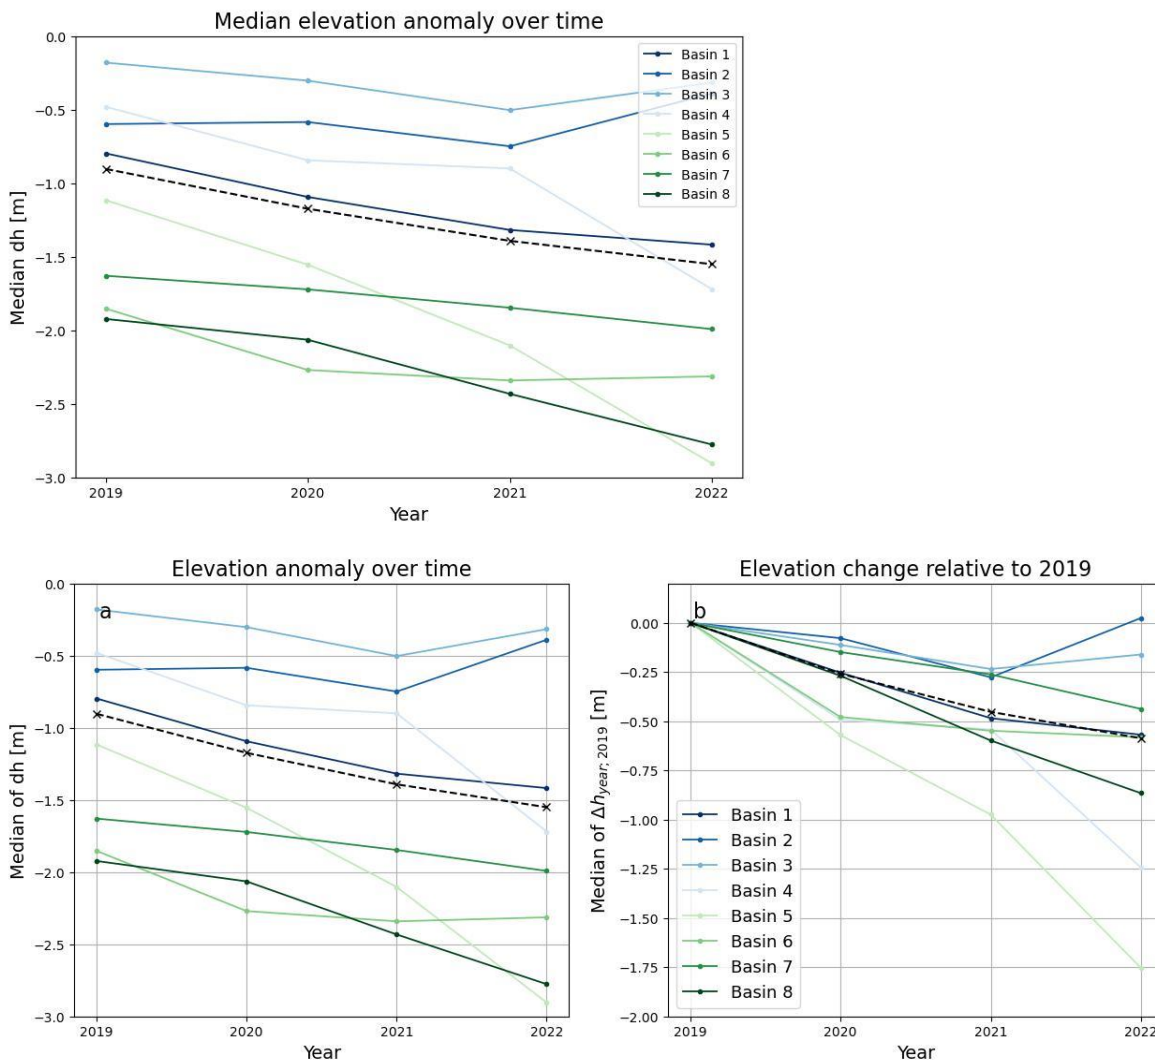 Median elevation anomaly over time
Median dh [m]
0.0
−0.5
−1.0
−1.5
−2.0
−2.5
−3.0
Basin 1
Basin 2
Basin 3
Basin 4
Basin 5
Basin 6
Basin 7
Basin 8
2019 2020 2021 2022
Year
Elevation anomaly over time
a
Median of dh [m]
0.0
−0.5
−1.0
−1.5
−2.0
−2.5
−3.0
2019 2020 2021 2022
Year
Elevation change relative to 2019
b
Median of Δh_{year; 2019} [m]
0.00
−0.25
−0.50
−0.75
−1.00
−1.25
−1.50
−1.75
−2.00
Basin 1
Basin 2
Basin 3
Basin 4
Basin 5
Basin 6
Basin 7
Basin 8
2019 2020 2021 2022
Year